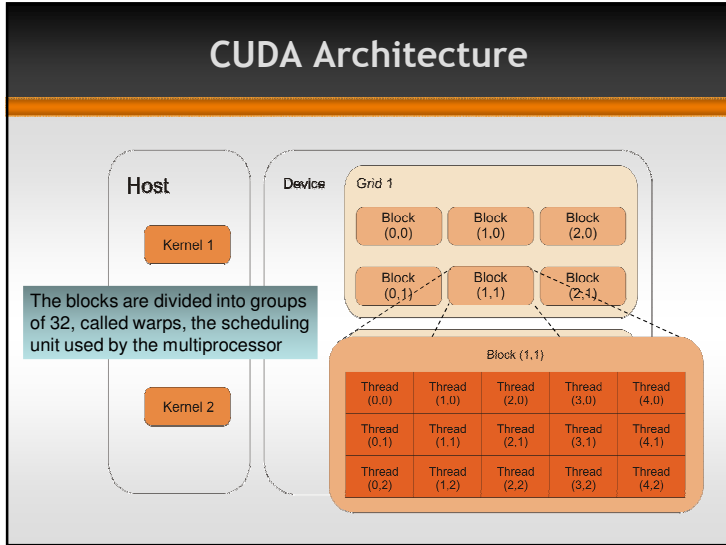 CUDA Architecture
Host
Device
Grid 1
Kernel 1
Block
(0,0)
Block
(1,0)
Block
(2,0)
Block
(0,1)
Block
(1,1)
Block
(2,1)
The blocks are divided into groups
of 32, called warps, the scheduling
unit used by the multiprocessor
Kernel 2
Block (1,1)
Thread
(0,0)
Thread
(1,0)
Thread
(2,0)
Thread
(3,0)
Thread
(4,0)
Thread
(0,1)
Thread
(1,1)
Thread
(2,1)
Thread
(3,1)
Thread
(4,1)
Thread
(0,2)
Thread
(1,2)
Thread
(2,2)
Thread
(3,2)
Thread
(4,2)